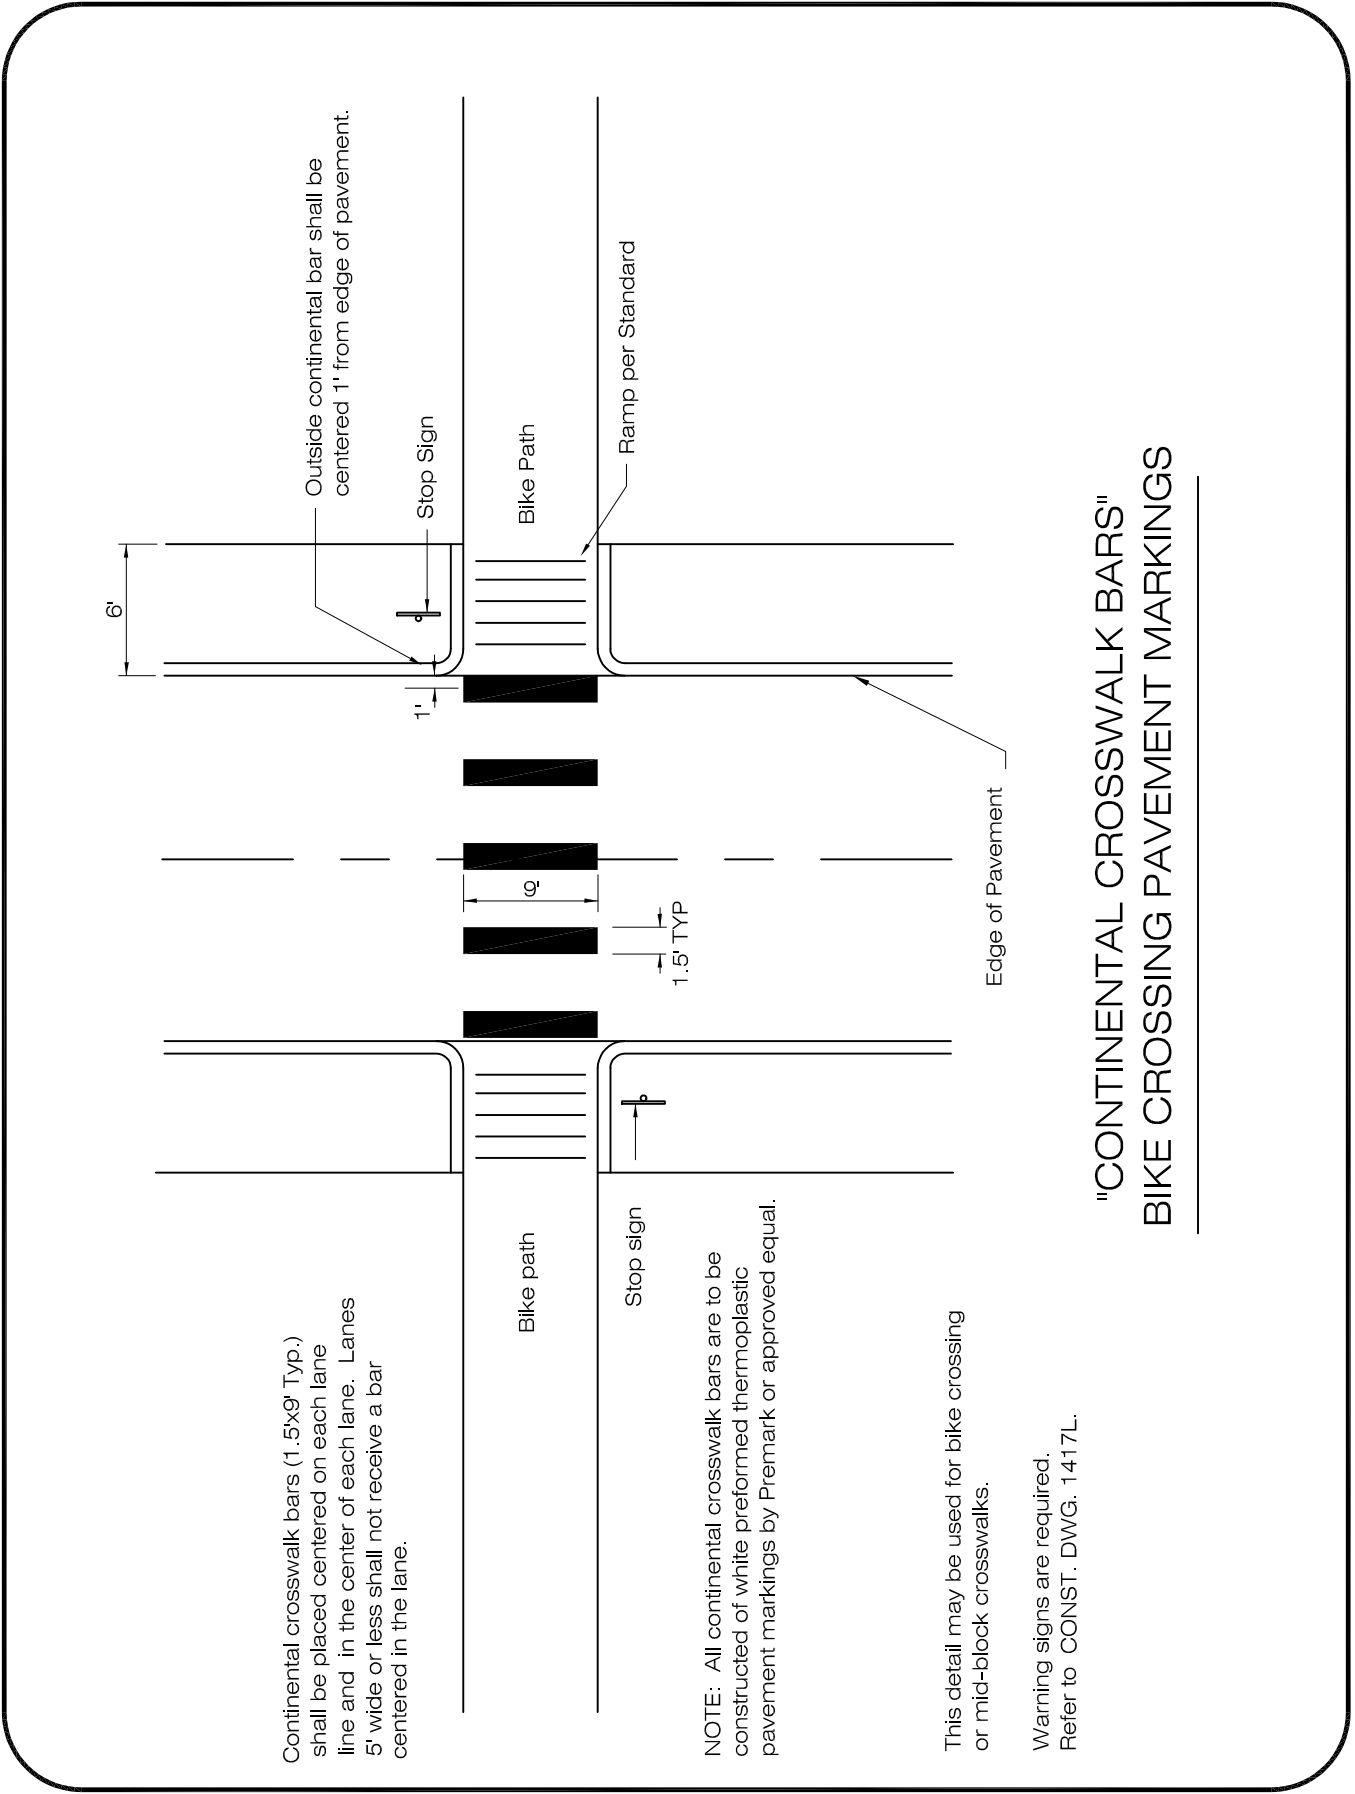 Continental crosswalk bars (1.5'x9' Typ.)
shall be placed centered on each lane
line and in the center of each lane. Lanes
5' wide or less shall not receive a bar
centered in the lane.
6'
Outside continental bar shall be
centered 1' from edge of pavement.
Stop Sign
1'
Bike path
9'
Bike Path
Stop sign
1.5' TYP
Ramp per Standard
NOTE: All continental crosswalk bars are to be
constructed of white preformed thermoplastic
pavement markings by Premark or approved equal.
Edge of Pavement
This detail may be used for bike crossing
or mid-block crosswalks.
Warning signs are required.
Refer to CONST. DWG. 1417L.
"CONTINENTAL CROSSWALK BARS"
BIKE CROSSING PAVEMENT MARKINGS